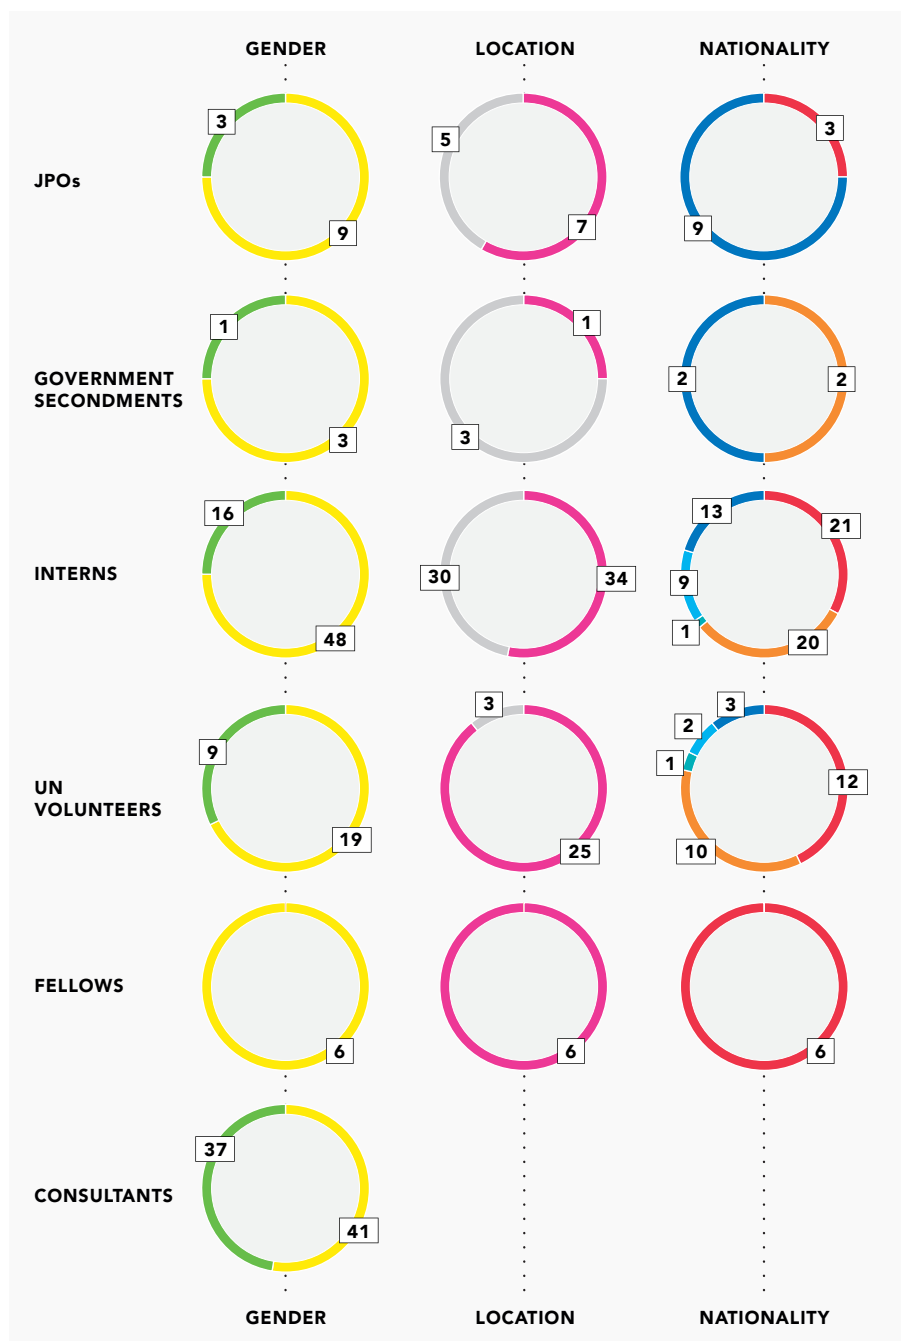 GENDER
LOCATION
NATIONALITY
JPOs
3
9
5
7
3
9
GOVERNMENT
SECONDMENTS
1
3
1
3
2
2
INTERNS
16
48
30
34
13
21
9
1
20
UN
VOLUNTEERS
9
19
3
25
3
2
1
12
10
FELLOWS
6
6
6
CONSULTANTS
37
41
GENDER
LOCATION
NATIONALITY